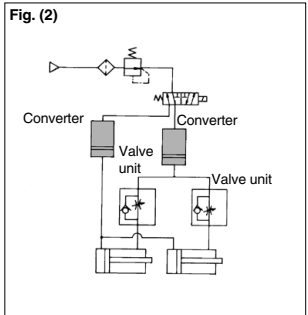 Fig. (2)
Converter
Converter
Valve
unit
Valve unit